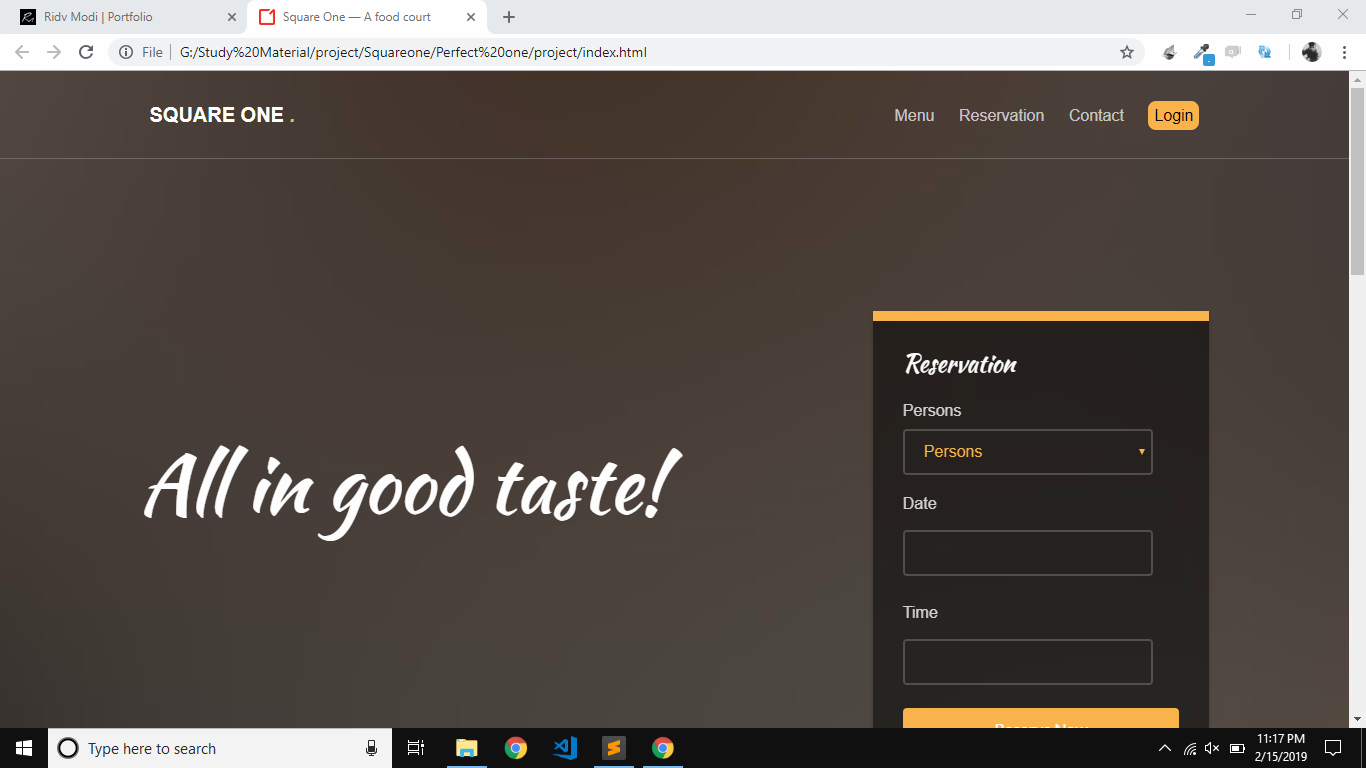 Ridv Modi | Portfolio
Square One — A food court
File
G:/Study%20Material/project/Squareone/Perfect%20one/project/index.html
SQUARE ONE .
Menu Reservation Contact Login
Reservation
Persons
Persons
All in good taste!
Date
Time
Reserve Now
Type here to search
11:17 PM
2/15/2019